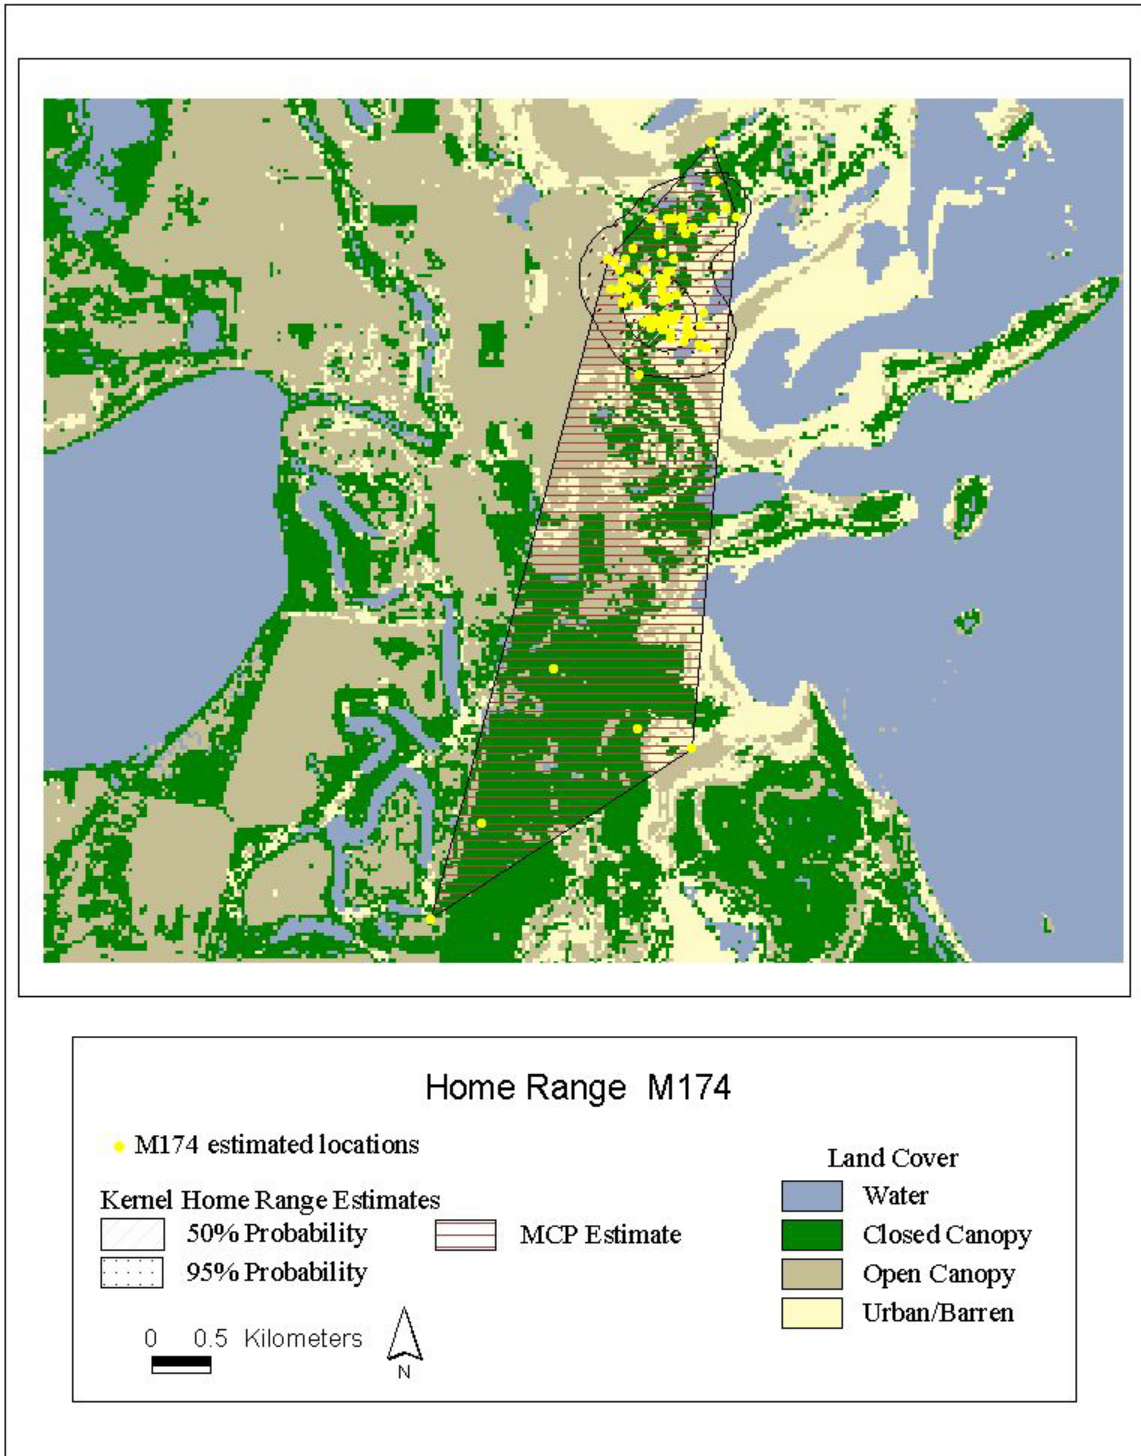 Home Range M174
M174 estimated locations
Kernel Home Range Estimates
50% Probability
95% Probability
MCP Estimate
0 0.5 Kilometers
N
Land Cover
Water
Closed Canopy
Open Canopy
Urban/Barren